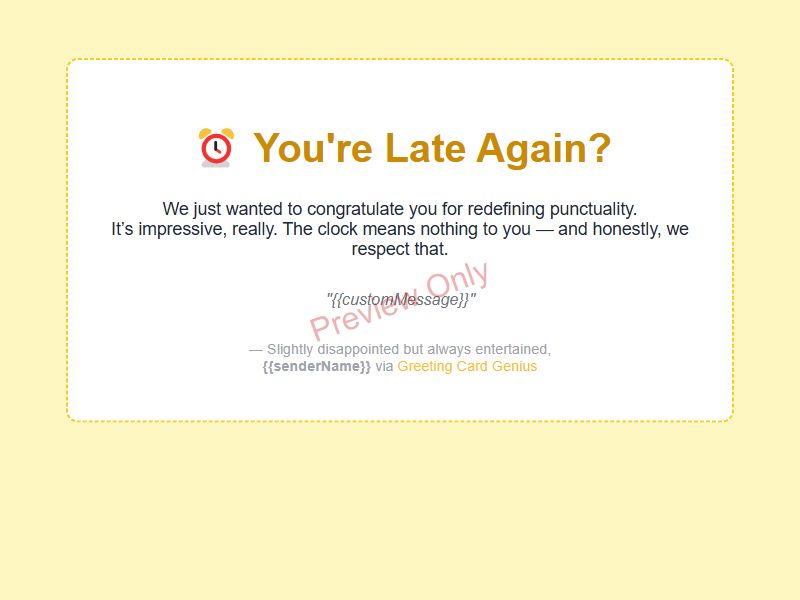 You're Late Again?
We just wanted to congratulate you for redefining punctuality.
It’s impressive, really. The clock means nothing to you — and honestly, we
respect that.
"{{customMessage}}"
Preview Only
— Slightly disappointed but always entertained,
{{senderName}} via Greeting Card Genius